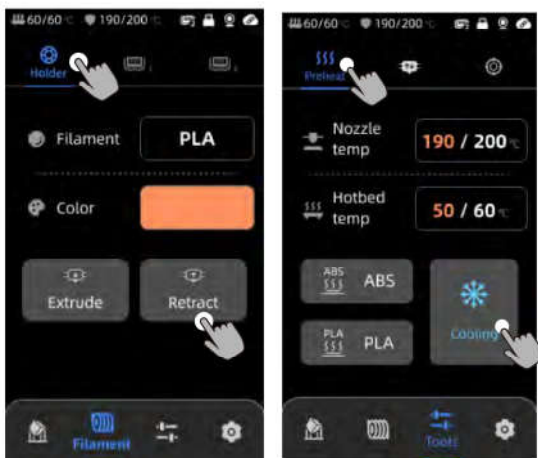 60/60 ℃ 190/200 ℃
Holder
Filament
PLA
Color
Extrude
Retract
Filament
60/60 ℃ 190/200 ℃
Preheat
Nozzle
temp
190 / 200 ℃
Hotbed
temp
50 / 60 ℃
ABS
ABS
PLA
PLA
Cooling
Tools